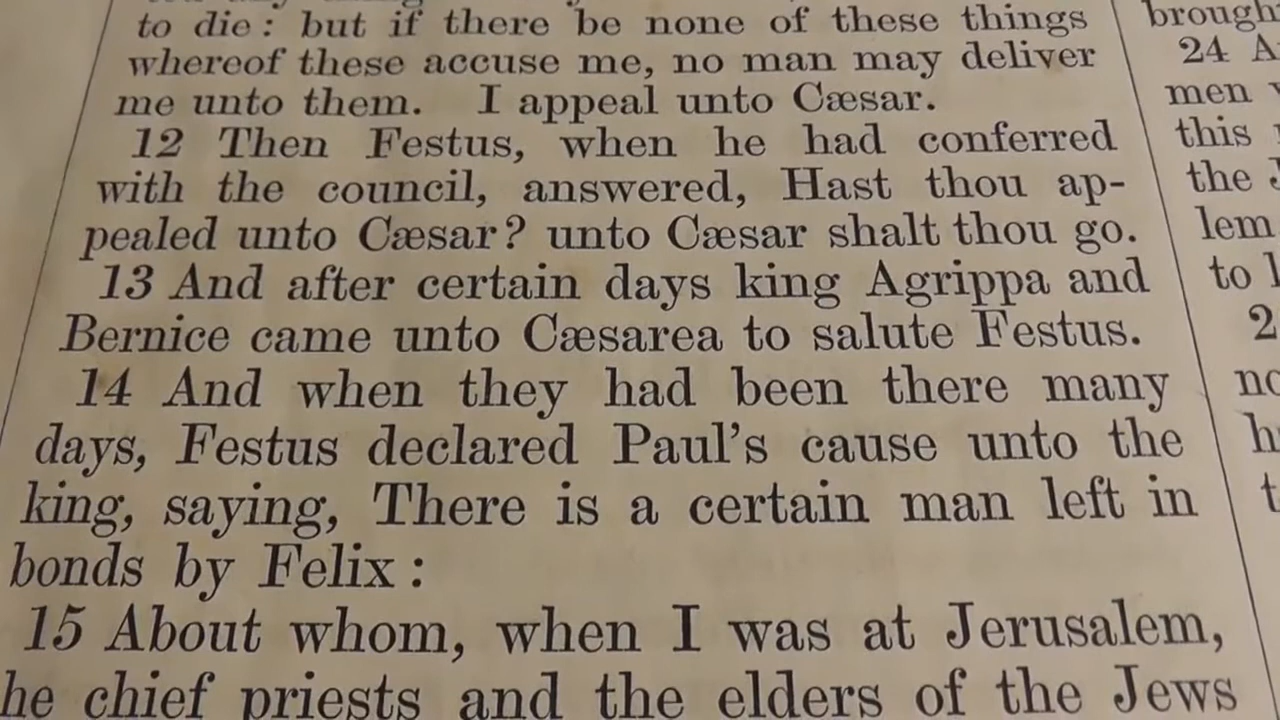 to die: but if there be none of these things
whereof these accuse me, no man may deliver
me unto them. I appeal unto Cæsar.
12 Then Festus, when he had conferred
with the council, answered, Hast thou ap-
pealed unto Cæsar? unto Cæsar shalt thou go.
13 And after certain days king Agrippa and
Bernice came unto Cæsarea to salute Festus.
14 And when they had been there many
days, Festus declared Paul's cause unto the
king, saying, There is a certain man left in
bonds by Felix:
15 About whom, when I was at Jerusalem,
he chief priests and the elders of the Jews
brough
24 A
men
this
the J
lem
to
2
no
h
t